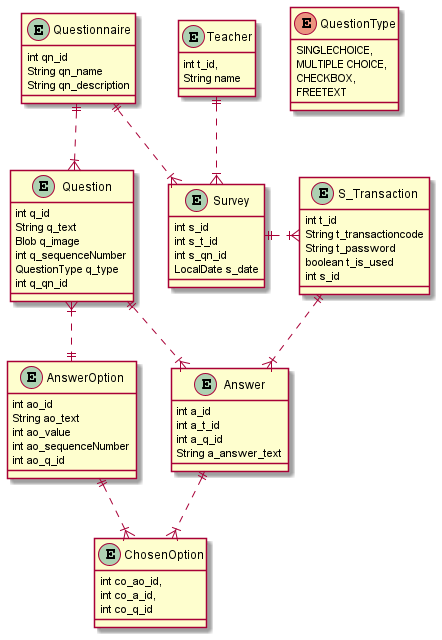 E Questionnaire
int qn_id
String qn_name
String qn_description
E Teacher
int t_id,
String name
E QuestionType
SINGLECHOICE,
MULTIPLE CHOICE,
CHECKBOX,
FREETEXT
E Question
int q_id
String q_text
Blob q_image
int q_sequenceNumber
QuestionType q_type
int q_qn_id
E Survey
int s_id
int s_t_id
int s_qn_id
LocalDate s_date
E S_Transaction
int t_id
String t_transactioncode
String t_password
boolean t_is_used
int s_id
E AnswerOption
int ao_id
String ao_text
int ao_value
int ao_sequenceNumber
int ao_q_id
E Answer
int a_id
int a_t_id
int a_q_id
String a_answer_text
E ChosenOption
int co_ao_id,
int co_a_id,
int co_q_id